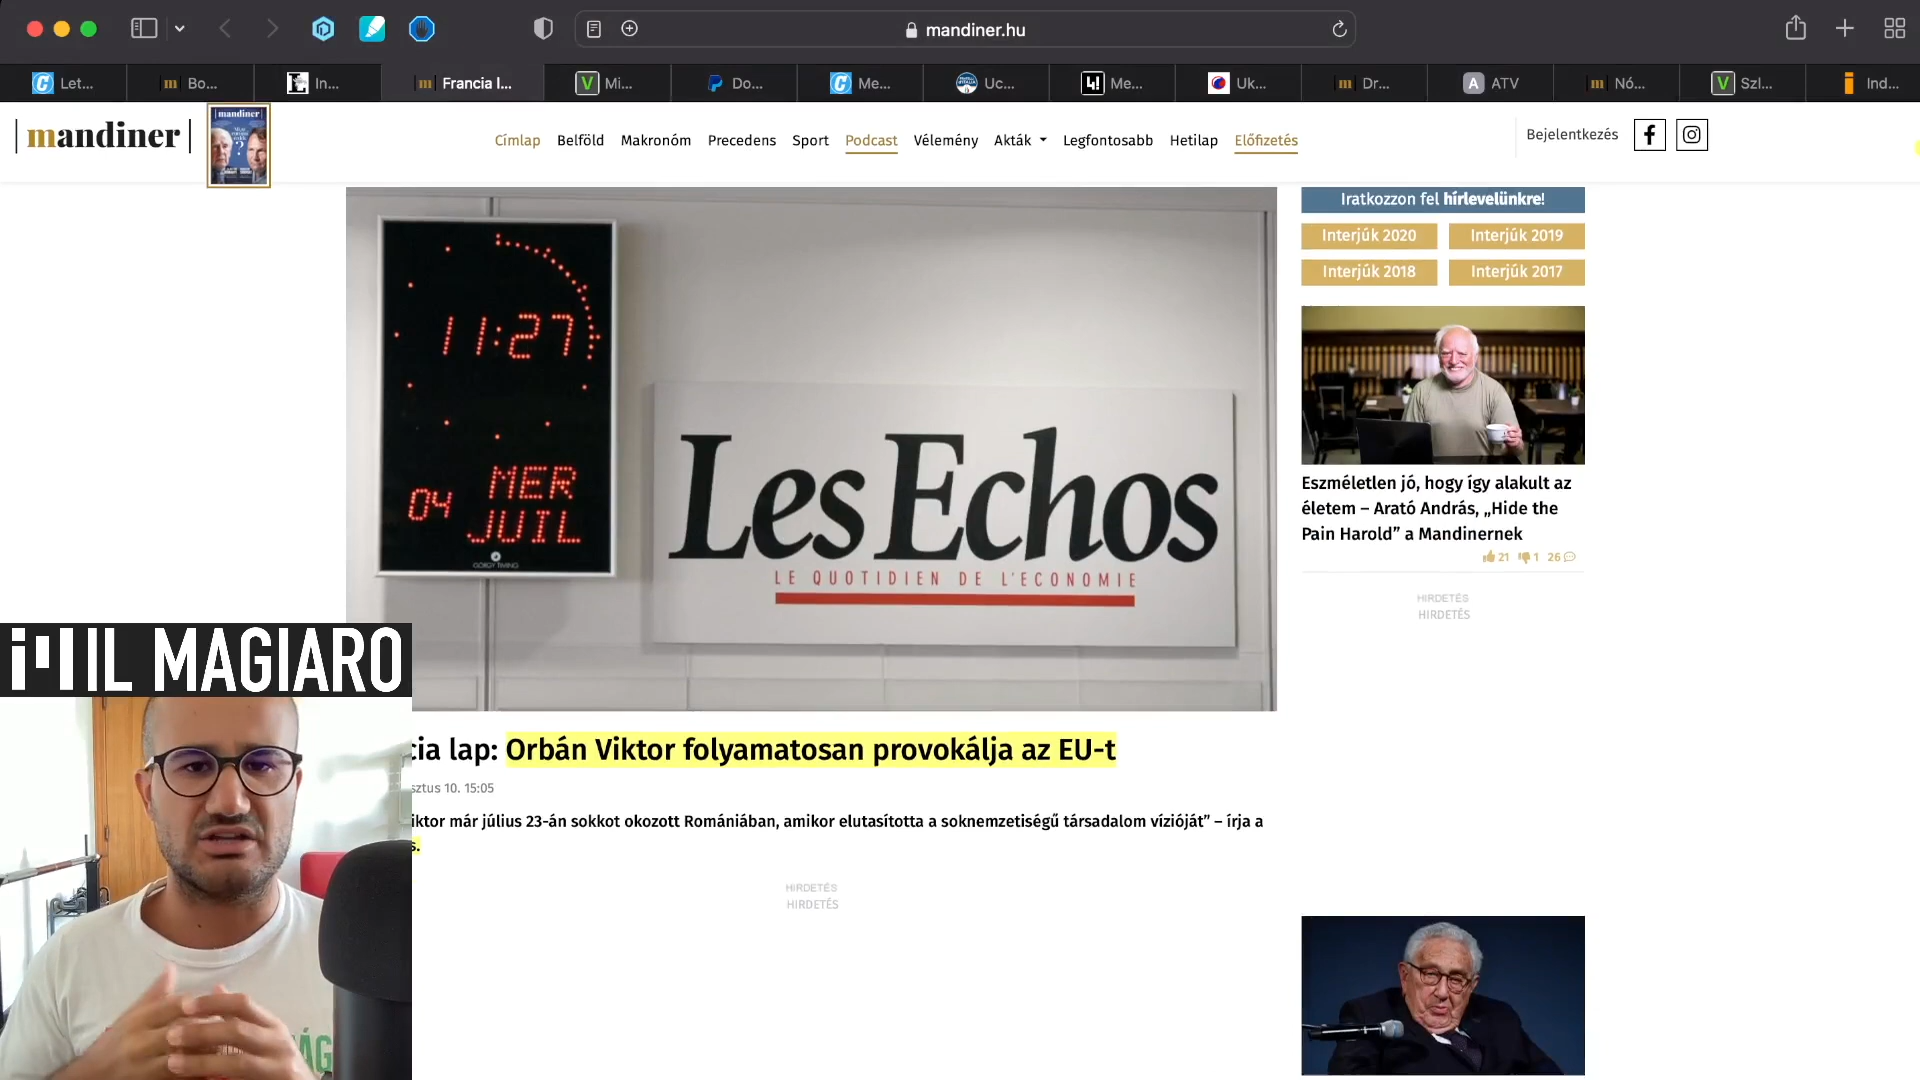 mandiner.hu
Let...
Bo...
In...
Francia l...
Mi...
Do...
Me...
Uc...
Me...
Uk...
Dr...
ATV
Nó...
Szl...
Ind...
|mandiner|
|mandiner|
Címlap Belföld Makronóm Precedens Sport Podcast Vélemény Akták Legfontosabb Hetilap Előfizetés
Bejelentkezés
11:27
04 MER
JUIL
GORGY TIMING
Les Echos
LE QUOTIDIEN DE L'ECONOMIE
Iratkozzon fel hírlevelünkre!
Interjúk 2020
Interjúk 2019
Interjúk 2018
Interjúk 2017
Eszméletlen jó, hogy így alakult az
életem – Arató András, „Hide the
Pain Harold” a Mandinernek
21 1 26
HIRDETÉS
HIRDETÉS
IL MAGIARO
cia lap: Orbán Viktor folyamatosan provokálja az EU-t
sztus 10. 15:05
iktor már július 23-án sokkot okozott Romániában, amikor elutasította a soknemzetiségű társadalom vízióját” – írja a
s.
HIRDETÉS
HIRDETÉS